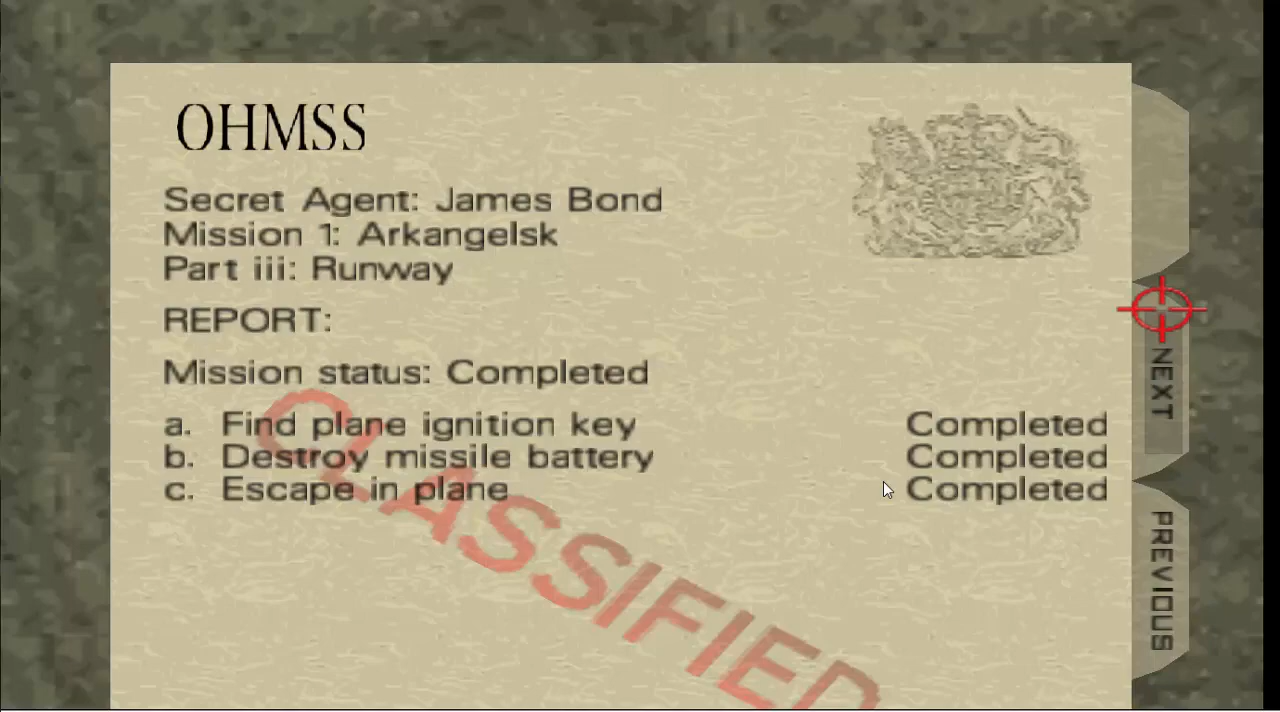 OHMSS
Secret Agent: James Bond
Mission 1: Arkangelsk
Part iii: Runway
REPORT:
Mission status: Completed
a. Find plane ignition key Completed
b. Destroy missile battery Completed
c. Escape in plane Completed
CLASSIFIED
NEXT
PREVIOUS